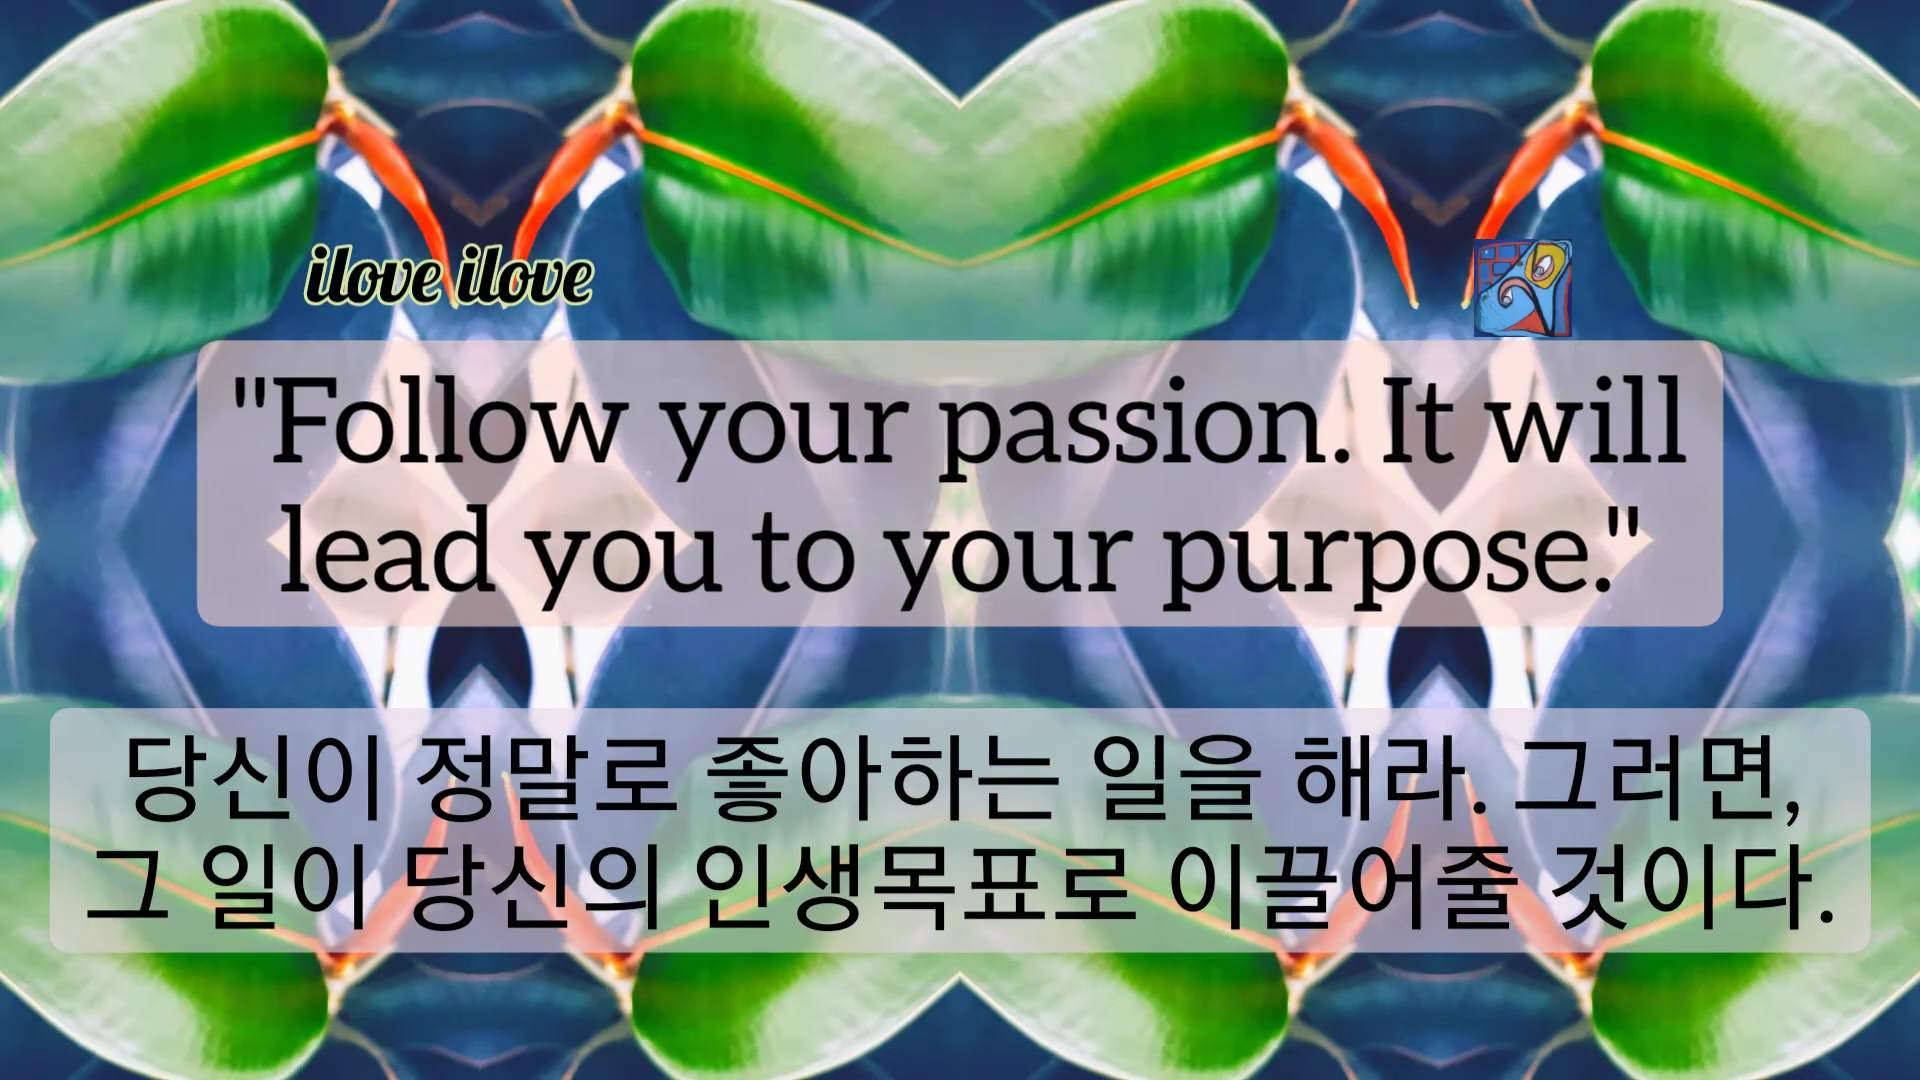 ilove ilove
"Follow your passion. It will
lead you to your purpose."
당신이 정말로 좋아하는 일을 해라. 그러면,
그 일이 당신의 인생목표로 이끌어줄 것이다.